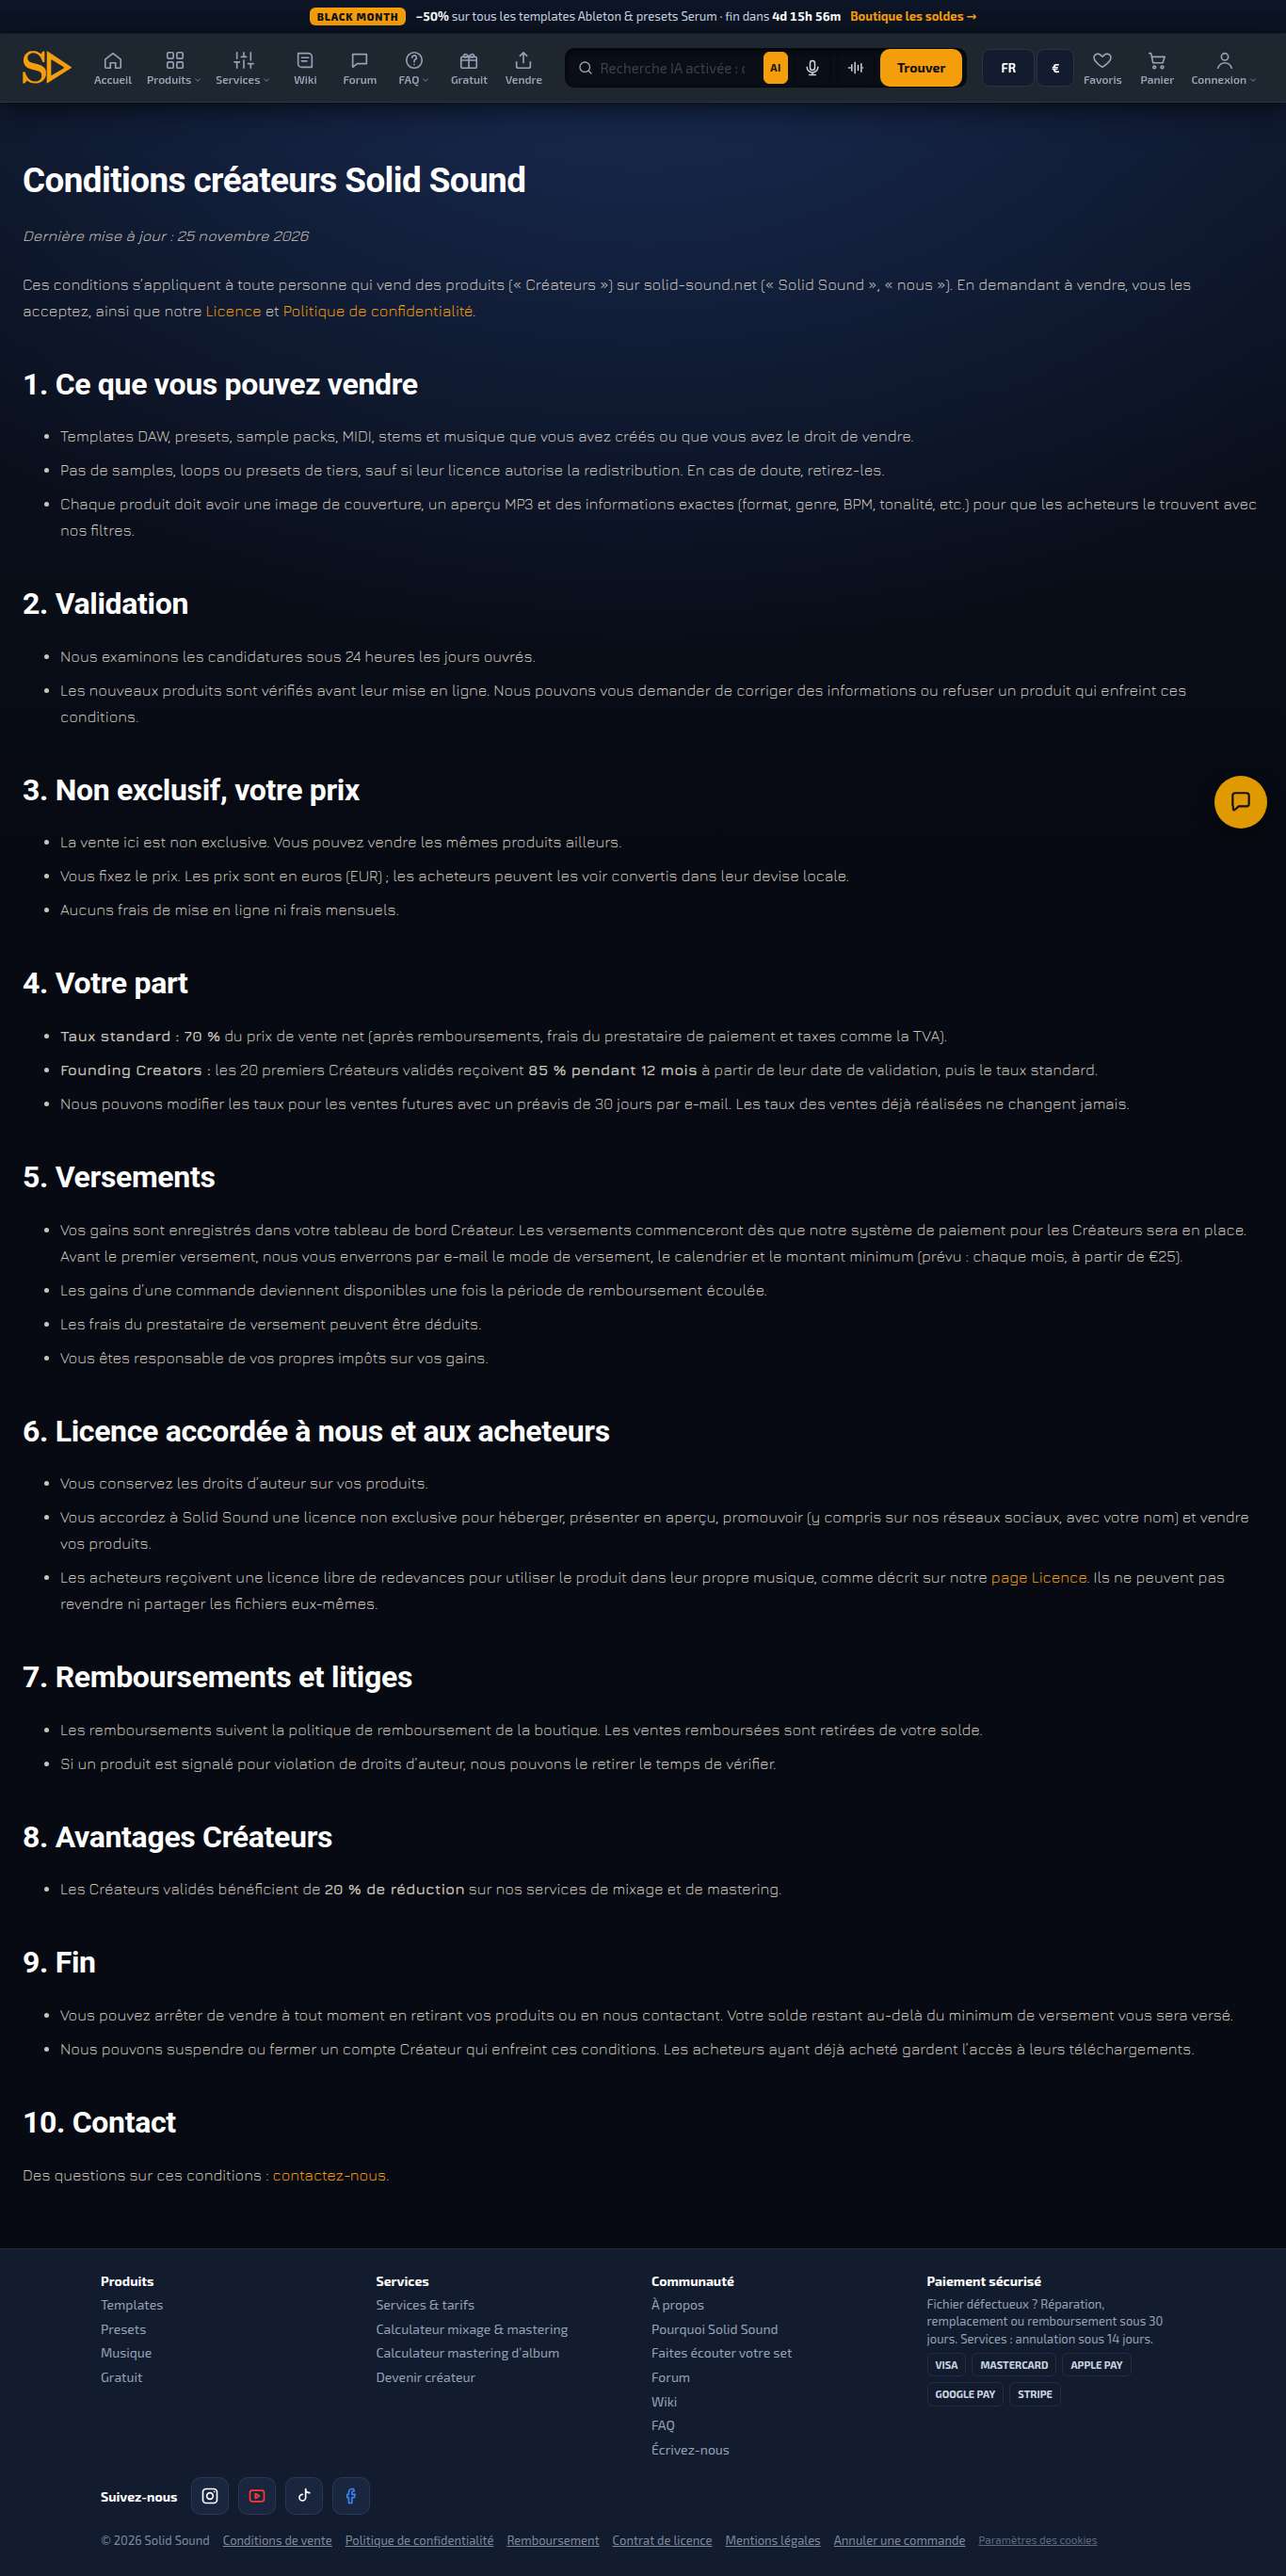 BLACK MONTH −50% sur tous les templates Ableton & presets Serum · fin dans 4d 15h 56m Boutique les soldes →
Accueil Produits Services Wiki Forum FAQ Gratuit Vendre
Recherche IA activée : AI Trouver
FR € Favoris Panier Connexion
Conditions créateurs Solid Sound
Dernière mise à jour : 25 novembre 2026
Ces conditions s’appliquent à toute personne qui vend des produits (« Créateurs ») sur solid-sound.net (« Solid Sound », « nous »). En demandant à vendre, vous les
acceptez, ainsi que notre Licence et Politique de confidentialité.
1. Ce que vous pouvez vendre
• Templates DAW, presets, sample packs, MIDI, stems et musique que vous avez créés ou que vous avez le droit de vendre.
• Pas de samples, loops ou presets de tiers, sauf si leur licence autorise la redistribution. En cas de doute, retirez-les.
• Chaque produit doit avoir une image de couverture, un aperçu MP3 et des informations exactes (format, genre, BPM, tonalité, etc.) pour que les acheteurs le trouvent avec
nos filtres.
2. Validation
• Nous examinons les candidatures sous 24 heures les jours ouvrés.
• Les nouveaux produits sont vérifiés avant leur mise en ligne. Nous pouvons vous demander de corriger des informations ou refuser un produit qui enfreint ces
conditions.
3. Non exclusif, votre prix
• La vente ici est non exclusive. Vous pouvez vendre les mêmes produits ailleurs.
• Vous fixez le prix. Les prix sont en euros (EUR) ; les acheteurs peuvent les voir convertis dans leur devise locale.
• Aucuns frais de mise en ligne ni frais mensuels.
4. Votre part
• Taux standard : 70 % du prix de vente net (après remboursements, frais du prestataire de paiement et taxes comme la TVA).
• Founding Creators : les 20 premiers Créateurs validés reçoivent 85 % pendant 12 mois à partir de leur date de validation, puis le taux standard.
• Nous pouvons modifier les taux pour les ventes futures avec un préavis de 30 jours par e-mail. Les taux des ventes déjà réalisées ne changent jamais.
5. Versements
• Vos gains sont enregistrés dans votre tableau de bord Créateur. Les versements commenceront dès que notre système de paiement pour les Créateurs sera en place.
Avant le premier versement, nous vous enverrons par e-mail le mode de versement, le calendrier et le montant minimum (prévu : chaque mois, à partir de €25).
• Les gains d’une commande deviennent disponibles une fois la période de remboursement écoulée.
• Les frais du prestataire de versement peuvent être déduits.
• Vous êtes responsable de vos propres impôts sur vos gains.
6. Licence accordée à nous et aux acheteurs
• Vous conservez les droits d’auteur sur vos produits.
• Vous accordez à Solid Sound une licence non exclusive pour héberger, présenter en aperçu, promouvoir (y compris sur nos réseaux sociaux, avec votre nom) et vendre
vos produits.
• Les acheteurs reçoivent une licence libre de redevances pour utiliser le produit dans leur propre musique, comme décrit sur notre page Licence. Ils ne peuvent pas
revendre ni partager les fichiers eux-mêmes.
7. Remboursements et litiges
• Les remboursements suivent la politique de remboursement de la boutique. Les ventes remboursées sont retirées de votre solde.
• Si un produit est signalé pour violation de droits d’auteur, nous pouvons le retirer le temps de vérifier.
8. Avantages Créateurs
• Les Créateurs validés bénéficient de 20 % de réduction sur nos services de mixage et de mastering.
9. Fin
• Vous pouvez arrêter de vendre à tout moment en retirant vos produits ou en nous contactant. Votre solde restant au-delà du minimum de versement vous sera versé.
• Nous pouvons suspendre ou fermer un compte Créateur qui enfreint ces conditions. Les acheteurs ayant déjà acheté gardent l’accès à leurs téléchargements.
10. Contact
Des questions sur ces conditions : contactez-nous.
Produits
Templates
Presets
Musique
Gratuit
Services
Services & tarifs
Calculateur mixage & mastering
Calculateur mastering d’album
Devenir créateur
Communauté
À propos
Pourquoi Solid Sound
Faites écouter votre set
Forum
Wiki
FAQ
Écrivez-nous
Paiement sécurisé
Fichier défectueux ? Réparation,
remplacement ou remboursement sous 30
jours. Services : annulation sous 14 jours.
VISA MASTERCARD APPLE PAY
GOOGLE PAY STRIPE
Suivez-nous
© 2026 Solid Sound Conditions de vente Politique de confidentialité Remboursement Contrat de licence Mentions légales Annuler une commande Paramètres des cookies